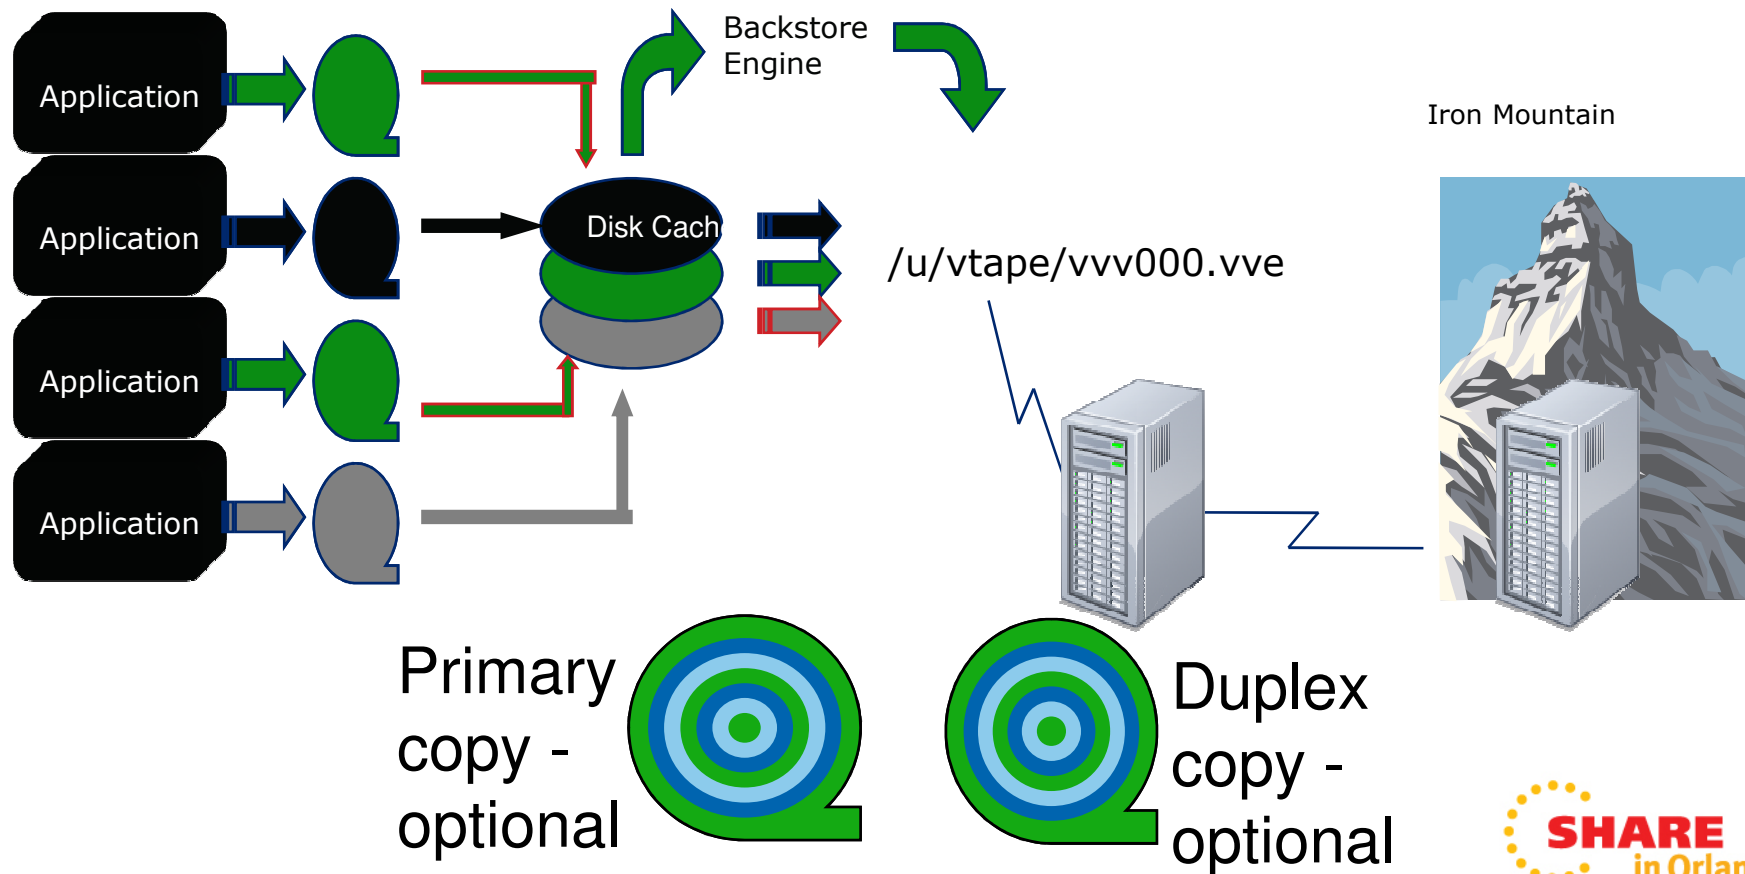 Backstore
Engine
Application
Iron Mountain
Application
Disk Cache
/u/vtape/vvv000.vve
Application
Application
Primary
copy -
optional
Duplex
copy -
optional
SHARE
in Orlan